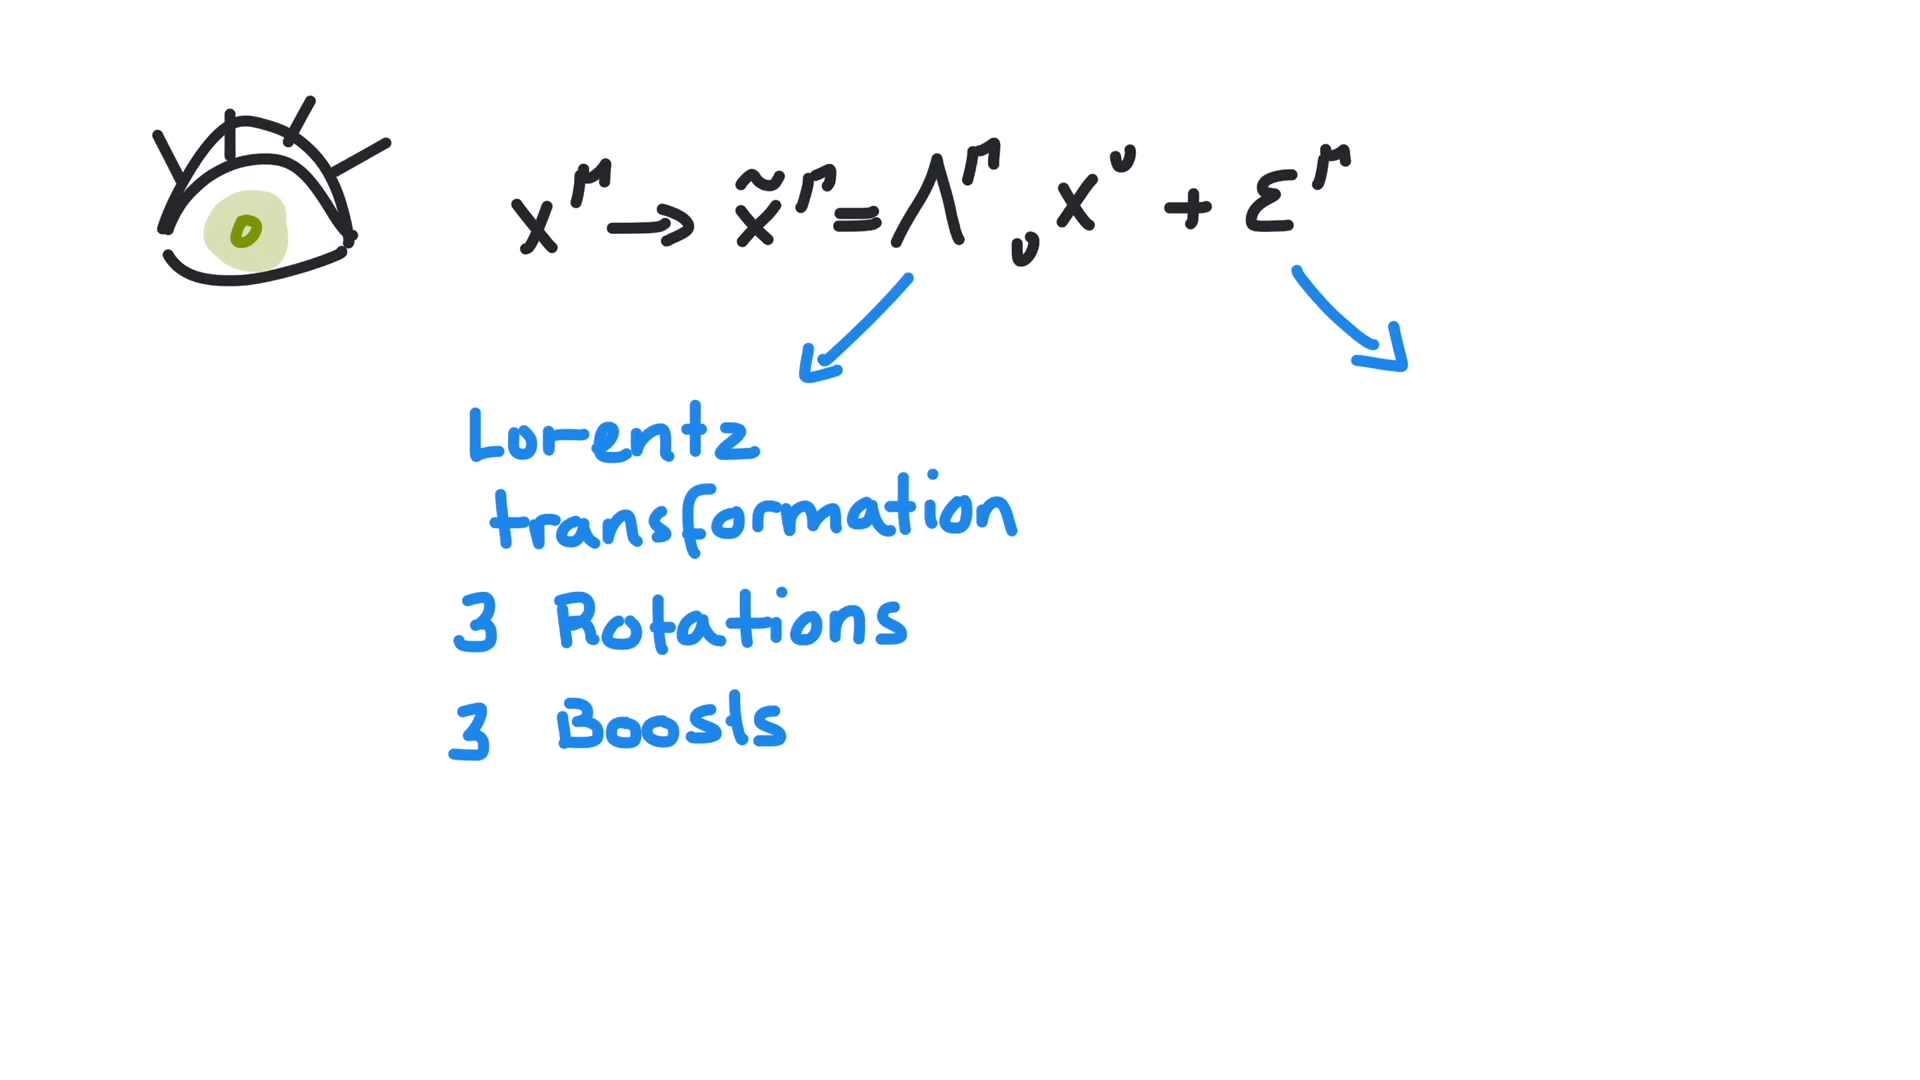 x^μ → x̃^μ = Λ^μ_ν x^ν + ε^μ
Lorentz
transformation
3 Rotations
3 Boosts